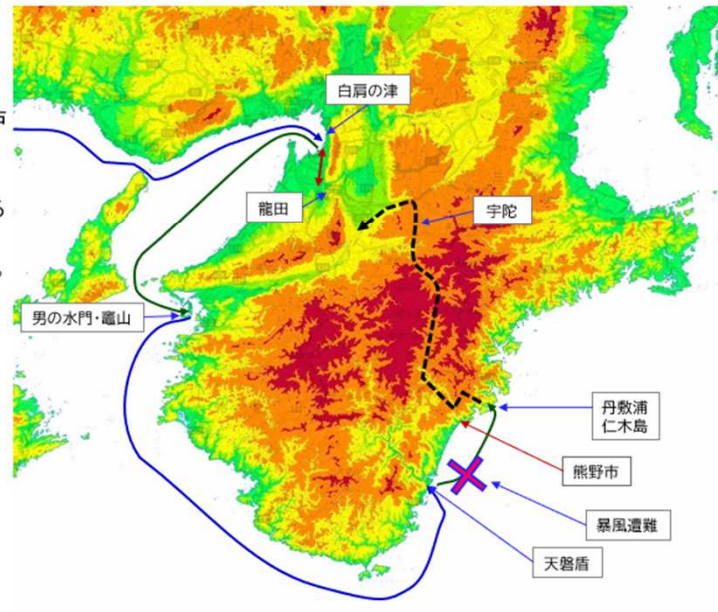 白肩の津
龍田
宇陀
男の水門・竈山
丹敷浦
仁木島
熊野市
暴風遭難
天磐盾